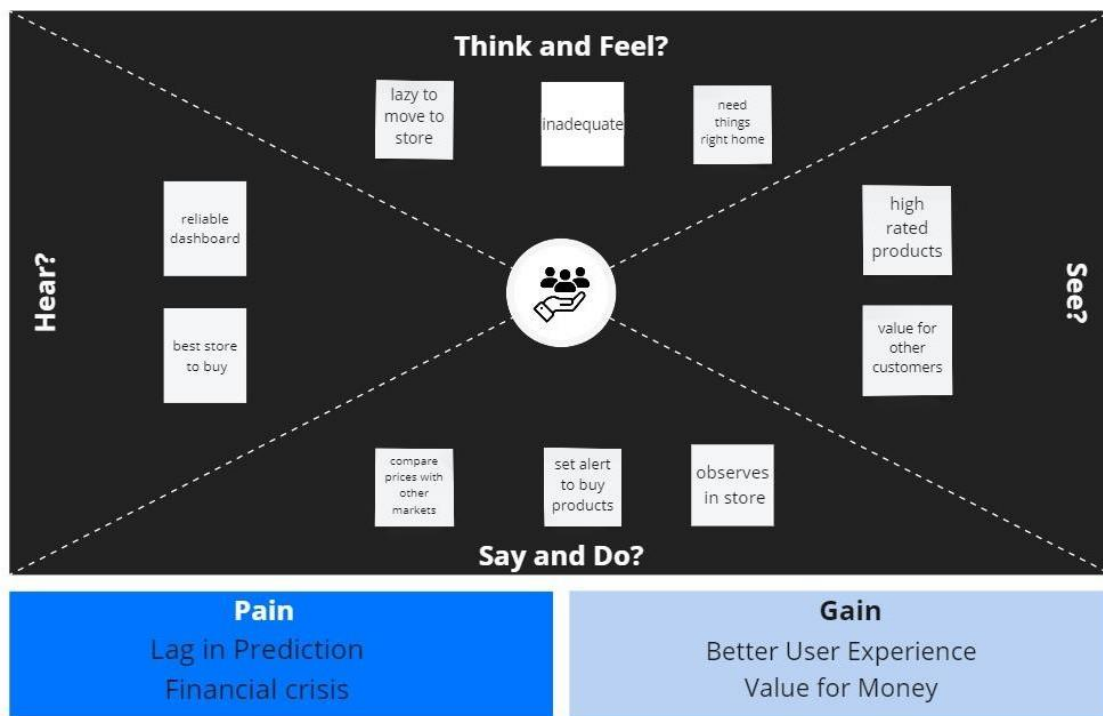 Think and Feel?
lazy to
move to
store
inadequate
need
things
right home
Hear?
reliable
dashboard
best store
to buy
See?
high
rated
products
value for
other
customers
compare
prices with
other
markets
set alert
to buy
products
observes
in store
Say and Do?
Pain
Lag in Prediction
Financial crisis
Gain
Better User Experience
Value for Money